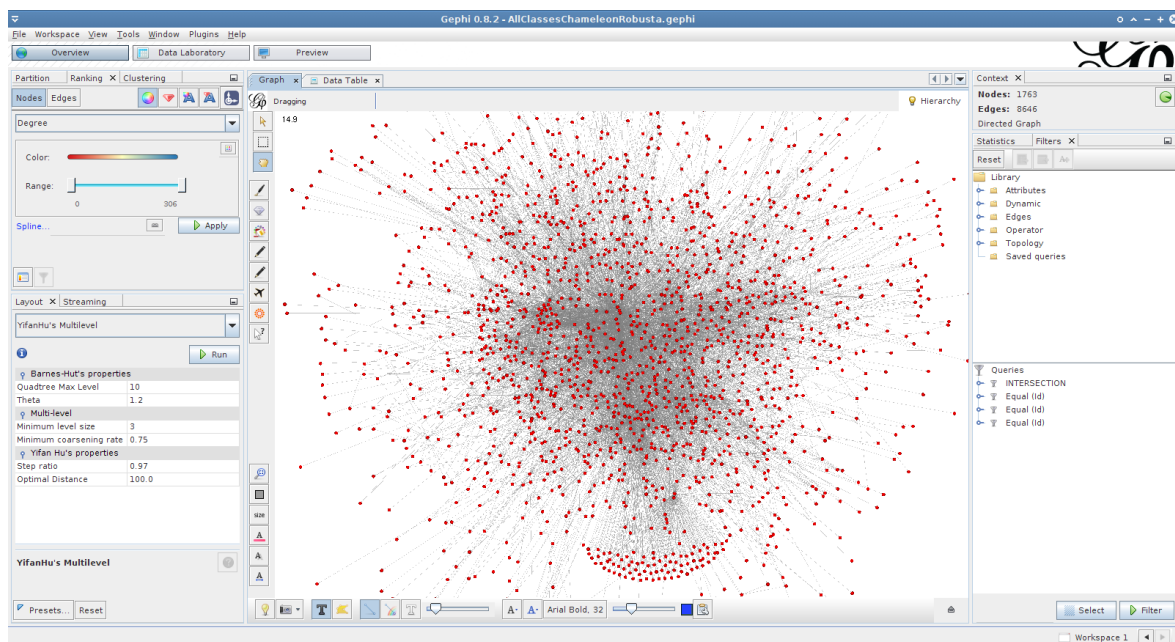 Gephi 0.8.2 - AllClassesChameleonRobusta.gephi
File Workspace View Tools Window Plugins Help
Overview Data Laboratory Preview
Partition Ranking Clustering
Nodes Edges
Degree
Color:
Range:
0 306
Spline... Apply
Layout Streaming
YifanHu's Multilevel
Run
Barnes-Hut's properties
Quadtree Max Level 10
Theta 1.2
Multi-level
Minimum level size 3
Minimum coarsening rate 0.75
Yifan Hu's properties
Step ratio 0.97
Optimal Distance 100.0
YifanHu's Multilevel
Presets... Reset
Graph Data Table
Dragging Hierarchy
14.9
size
A
A
A
T T A- A- Arial Bold, 32
Context
Nodes: 1763
Edges: 8646
Directed Graph
Statistics Filters
Reset
Library
Attributes
Dynamic
Edges
Operator
Topology
Saved queries
Queries
INTERSECTION
Equal (Id)
Equal (Id)
Equal (Id)
Select Filter
Workspace 1